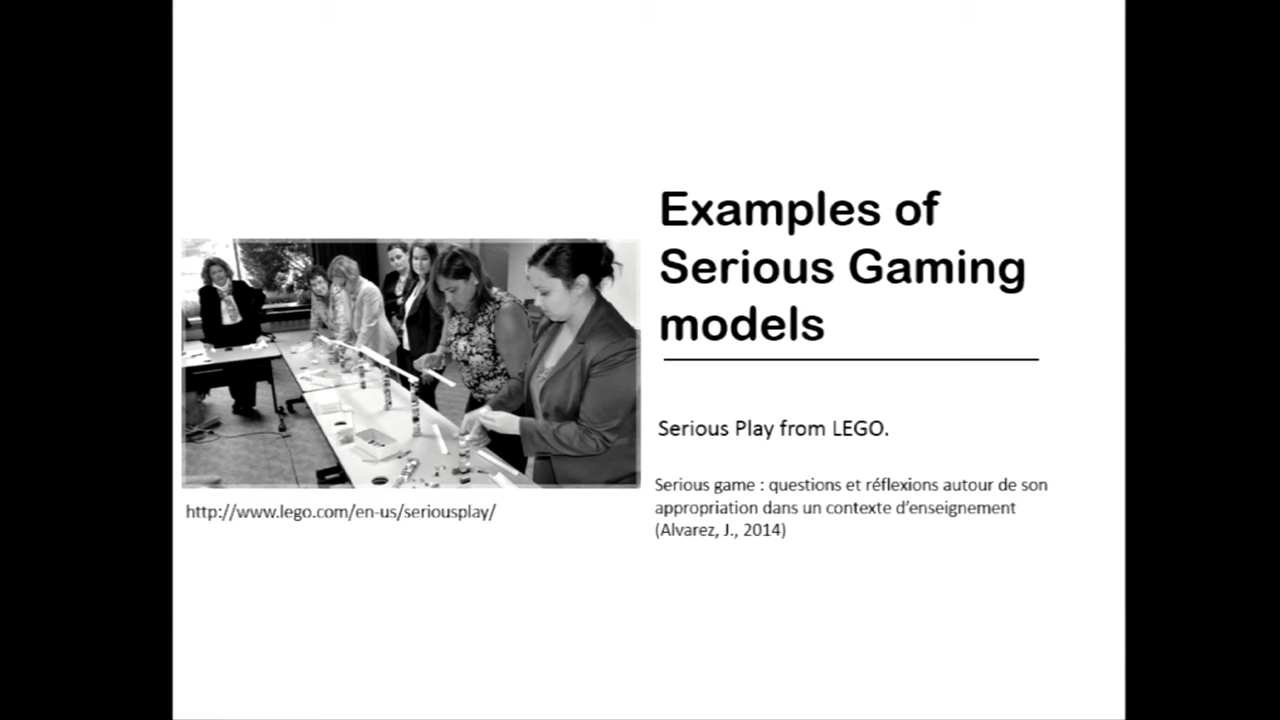 Examples of
Serious Gaming
models
Serious Play from LEGO.
Serious game : questions et réflexions autour de son
appropriation dans un contexte d'enseignement
(Alvarez, J., 2014)
http://www.lego.com/en-us/seriousplay/